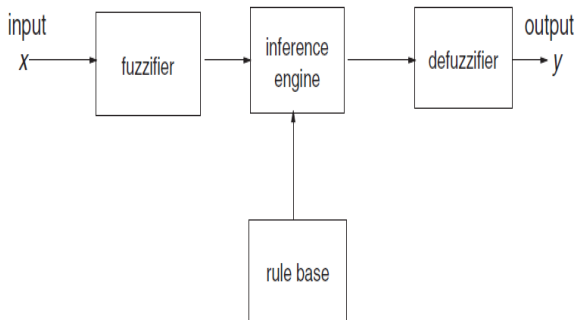 input
x
fuzzifier
inference
engine
defuzzifier
output
y
rule base